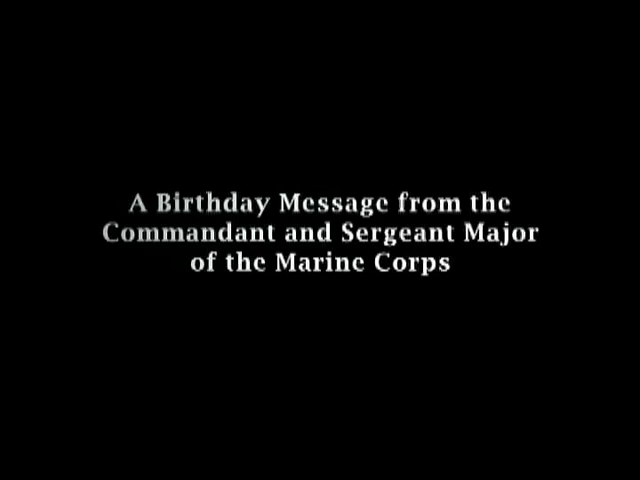 A Birthday Message from the
Commandant and Sergeant Major
of the Marine Corps